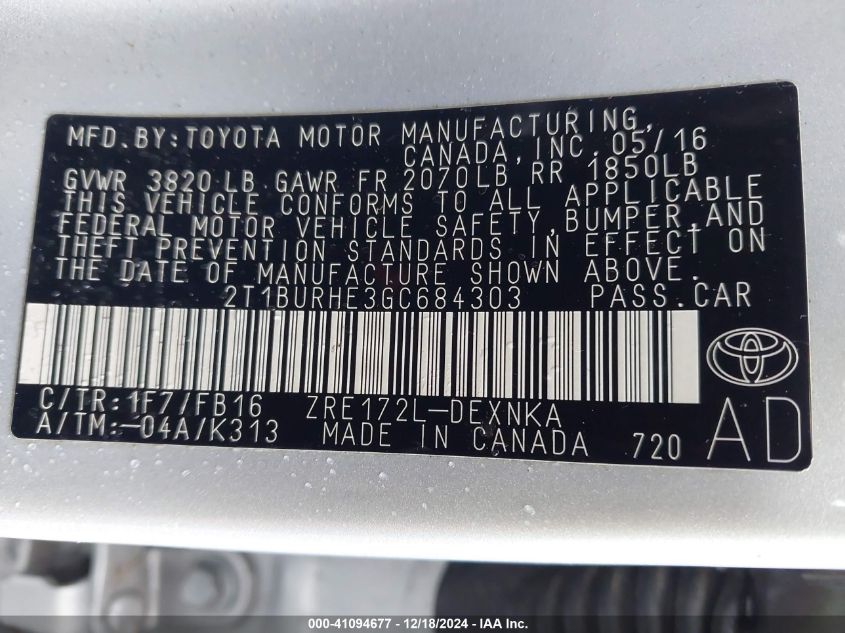 MFD.BY:TOYOTA MOTOR MANUFACTURING,
CANADA,INC. 05/16
GVWR 3820 LB GAWR FR 2070LB RR 1850LB
THIS VEHICLE CONFORMS TO ALL APPLICABLE
FEDERAL MOTOR VEHICLE SAFETY,BUMPER,AND
THEFT PREVENTION STANDARDS IN EFFECT ON
THE DATE OF MANUFACTURE SHOWN ABOVE.
2T1BURHE3GC684303 PASS.CAR
C/TR:1F7/FB16 ZRE172L-DEXNKA
A/TM:-04A/K313 MADE IN CANADA 720 AD
000-41094677 - 12/18/2024 - IAA Inc.